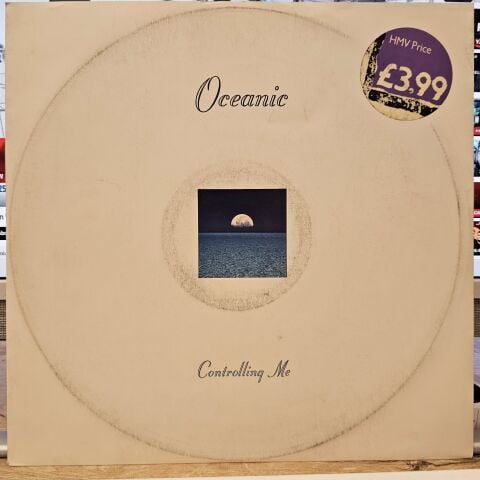 Oceanic
HMV Price
£3.99
Controlling Me